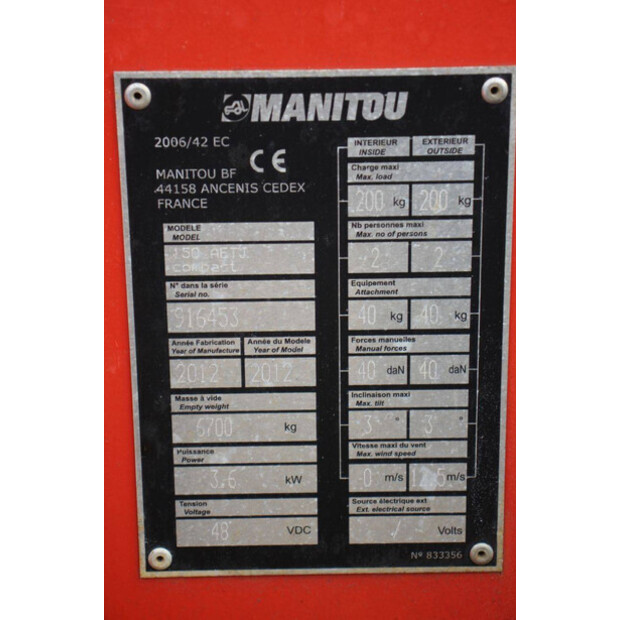 MANITOU
2006/42 EC
CE
MANITOU BF
44158 ANCENIS CEDEX
FRANCE
MODELE
MODEL
150 AETJ
compact
N° dans la série
Serial no.
916453
Année Fabrication
Year of Manufacture
2012
Année du Modele
Year of Model
2012
Masse à vide
Empty weight
6700 kg
Puissance
Power
3,6 kW
Tension
Voltage
48 VDC
INTERIEUR EXTERIEUR
INSIDE OUTSIDE
Charge maxi
Max. load
200 kg 200 kg
Nb personnes maxi
Max. no of persons
2 2
Equipement
Attachment
40 kg 40 kg
Forces manuelles
Manual forces
40 daN 40 daN
Inclinaison maxi
Max. tilt
3 ° 3 °
Vitesse maxi du vent
Max. wind speed
0 m/s 12,5 m/s
Source électrique ext
Ext. electrical source
/ Volts
Nº 833356